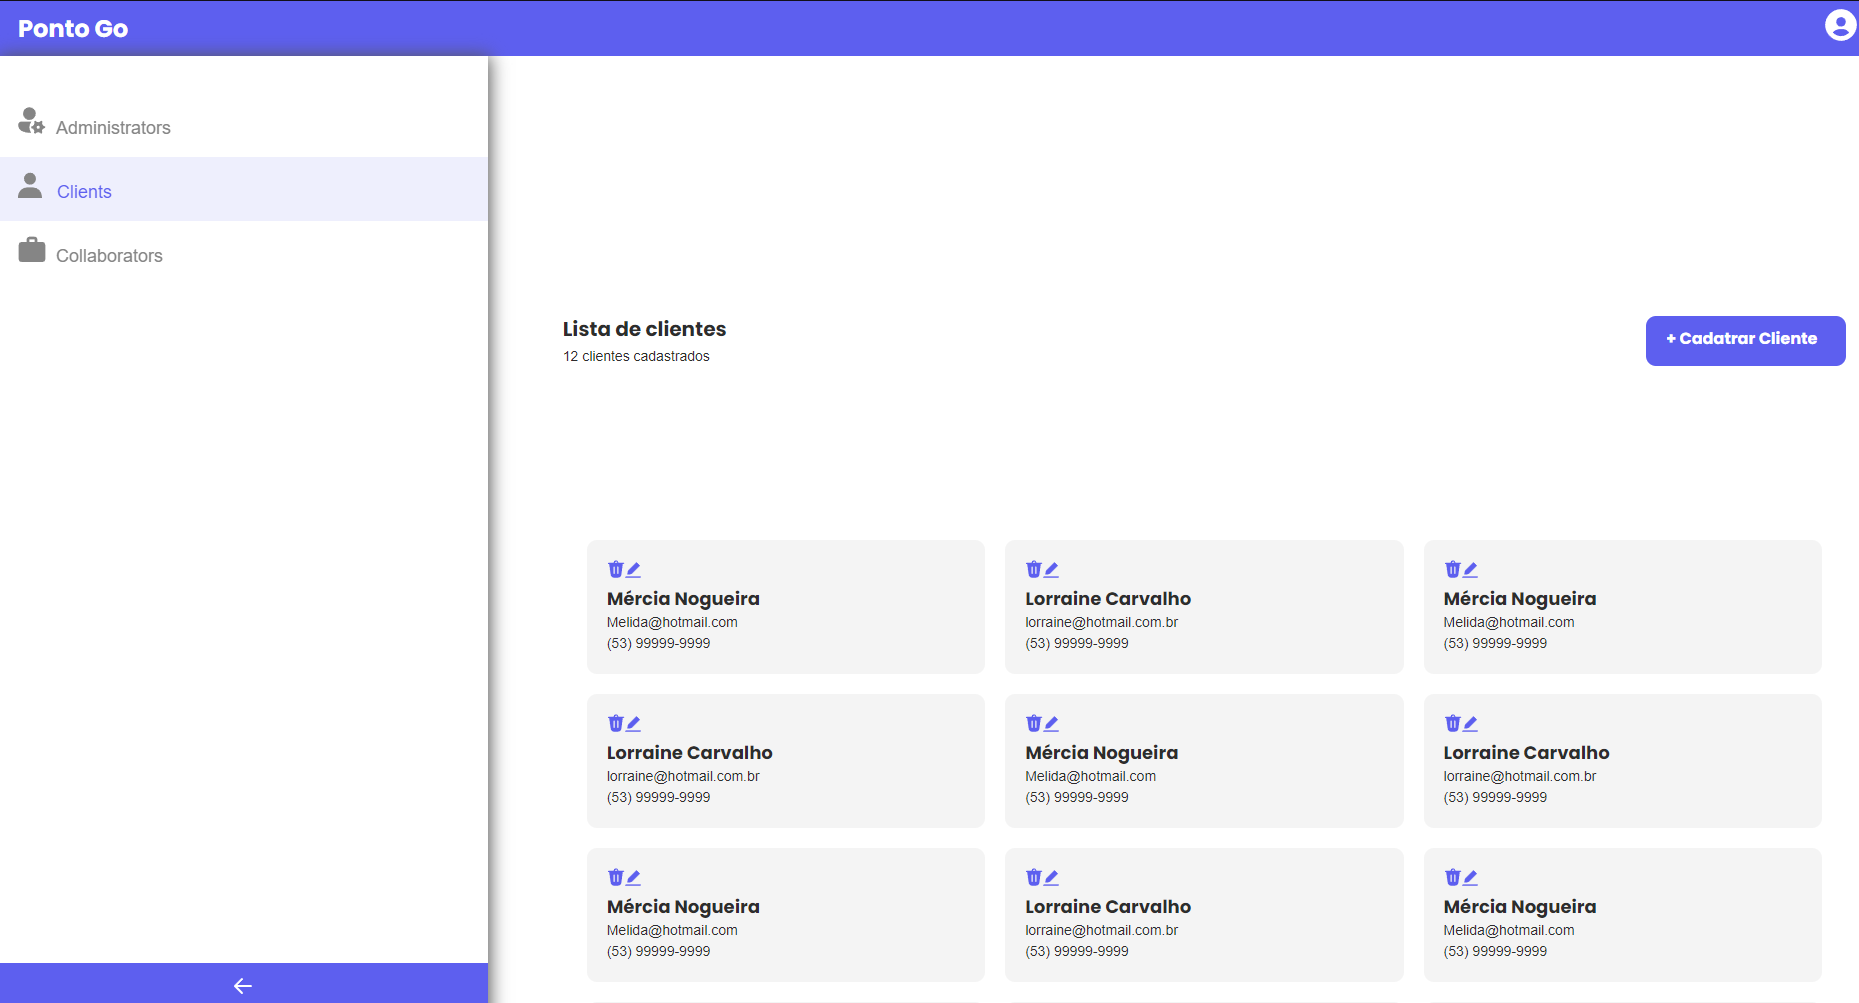 Ponto Go
Administrators
Clients
Collaborators
Lista de clientes
12 clientes cadastrados
+ Cadatrar Cliente
Mércia Nogueira
Melida@hotmail.com
(53) 99999-9999
Lorraine Carvalho
lorraine@hotmail.com.br
(53) 99999-9999
Mércia Nogueira
Melida@hotmail.com
(53) 99999-9999
Lorraine Carvalho
lorraine@hotmail.com.br
(53) 99999-9999
Mércia Nogueira
Melida@hotmail.com
(53) 99999-9999
Lorraine Carvalho
lorraine@hotmail.com.br
(53) 99999-9999
Mércia Nogueira
Melida@hotmail.com
(53) 99999-9999
Lorraine Carvalho
lorraine@hotmail.com.br
(53) 99999-9999
Mércia Nogueira
Melida@hotmail.com
(53) 99999-9999